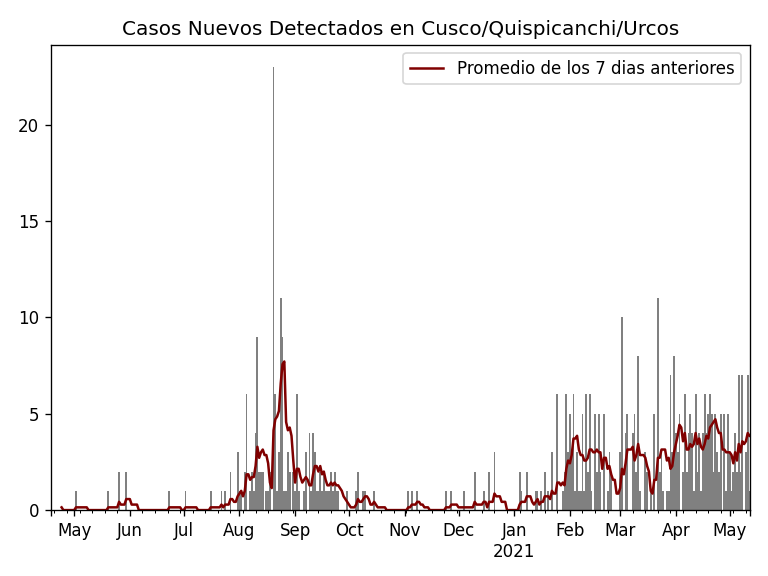 Casos Nuevos Detectados en Cusco/Quispicanchi/Urcos
Promedio de los 7 dias anteriores
20
15
10
5
0
May Jun Jul Aug Sep Oct Nov Dec Jan Feb Mar Apr May
2021